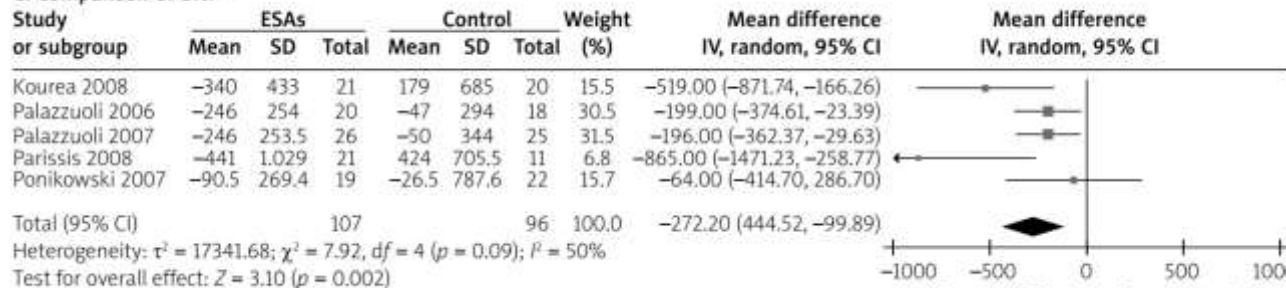 Study ESAs Control Weight Mean difference Mean difference
or subgroup Mean SD Total Mean SD Total (%) IV, random, 95% CI IV, random, 95% CI
Kourea 2008 −340 433 21 179 685 20 15.5 −519.00 (−871.74, −166.26)
Palazzuoli 2006 −246 254 20 −47 294 18 30.5 −199.00 (−374.61, −23.39)
Palazzuoli 2007 −246 253.5 26 −50 344 25 31.5 −196.00 (−362.37, −29.63)
Parissis 2008 −441 1.029 21 424 705.5 11 6.8 −865.00 (−1471.23, −258.77)
Ponikowski 2007 −90.5 269.4 19 −26.5 787.6 22 15.7 −64.00 (−414.70, 286.70)
Total (95% CI) 107 96 100.0 −272.20 (444.52, −99.89)
Heterogeneity: τ² = 17341.68; χ² = 7.92, df = 4 (p = 0.09); I² = 50%
Test for overall effect: Z = 3.10 (p = 0.002)
−1000 −500 0 500 100